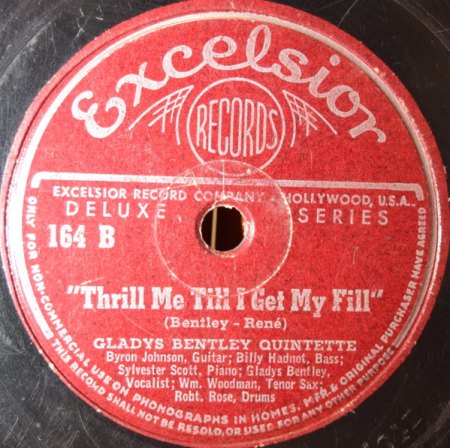 Excelsior
RECORDS
EXCELSIOR RECORD COMPANY HOLLYWOOD, U.S.A.
DELUXE SERIES
164 B
"Thrill Me Till I Get My Fill"
(Bentley - René)
GLADYS BENTLEY QUINTETTE
Byron Johnson, Guitar; Billy Hadnot, Bass;
Sylvester Scott, Piano; Gladys Bentley,
Vocalist; Wm. Woodman, Tenor Sax;
Robt. Rose, Drums
ONLY FOR NON-COMMERCIAL USE ON PHONOGRAPHS IN HOMES. MFR. & ORIGINAL PURCHASER HAVE AGREED
THIS RECORD SHALL NOT BE RESOLD, OR USED FOR ANY OTHER PURPOSE